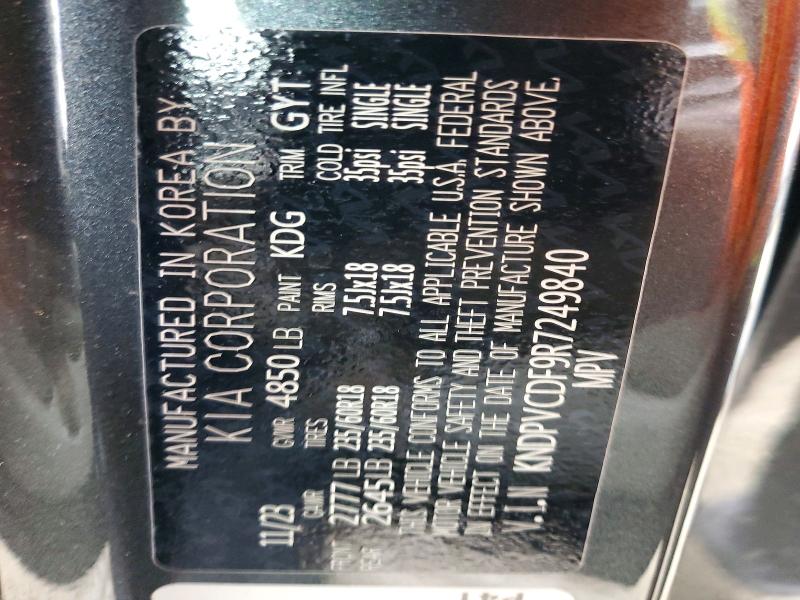 MANUFACTURED IN KOREA BY
KIA CORPORATION
11/23 GVWR 4850 LB PAINT KDG TRIM GYT
GAWR TIRES RIMS COLD TIRE INFL
FRONT 2777 LB 235/60R18 7.5Jx18 35psi SINGLE
REAR 2645 LB 235/60R18 7.5Jx18 35psi SINGLE
THIS VEHICLE CONFORMS TO ALL APPLICABLE U.S.A. FEDERAL
MOTOR VEHICLE SAFETY AND THEFT PREVENTION STANDARDS
IN EFFECT ON THE DATE OF MANUFACTURE SHOWN ABOVE.
V.I.N KNDPVCDF9R7249840
MPV